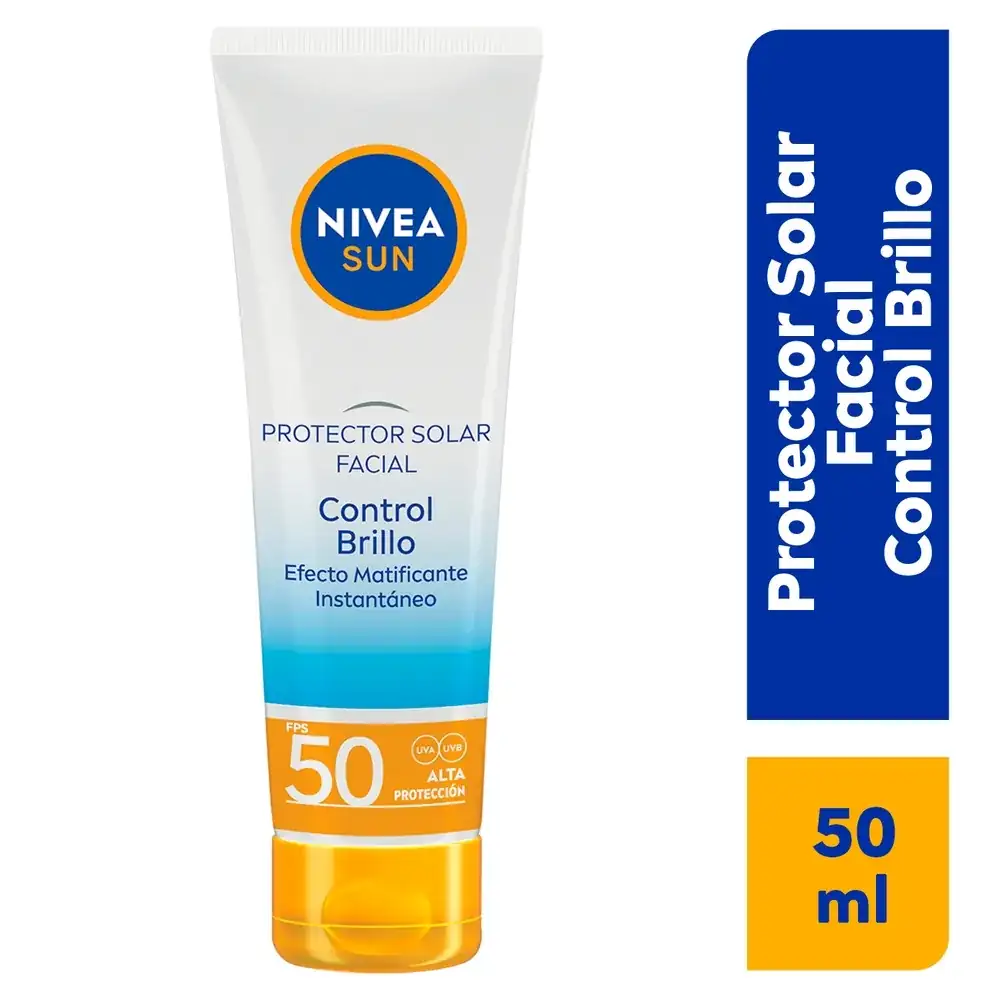 NIVEA
SUN
PROTECTOR SOLAR
FACIAL
Control
Brillo
Efecto Matificante
Instantáneo
FPS
50
UVA UVB
ALTA
PROTECCIÓN
Protector Solar
Facial
Control Brillo
50
ml